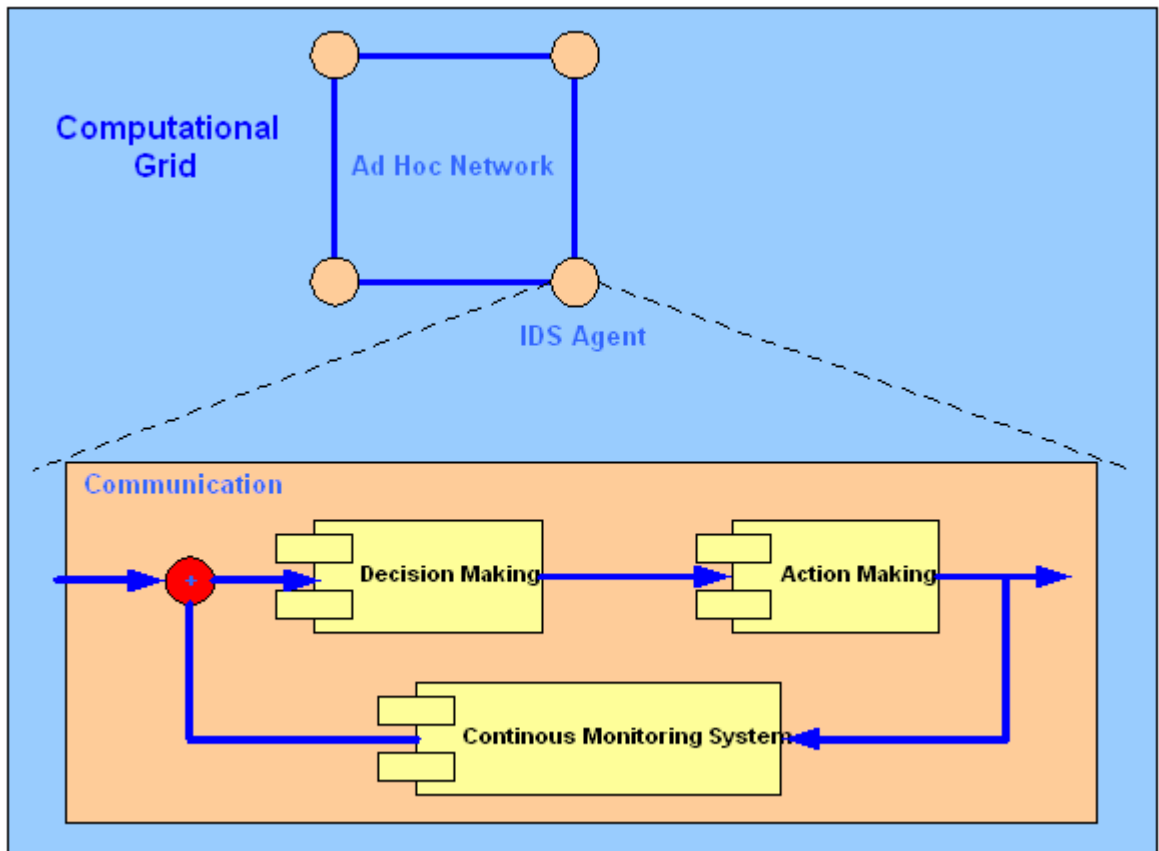 Computational
Grid
Ad Hoc Network
IDS Agent
Communication
+
Decision Making
Action Making
Continous Monitoring System